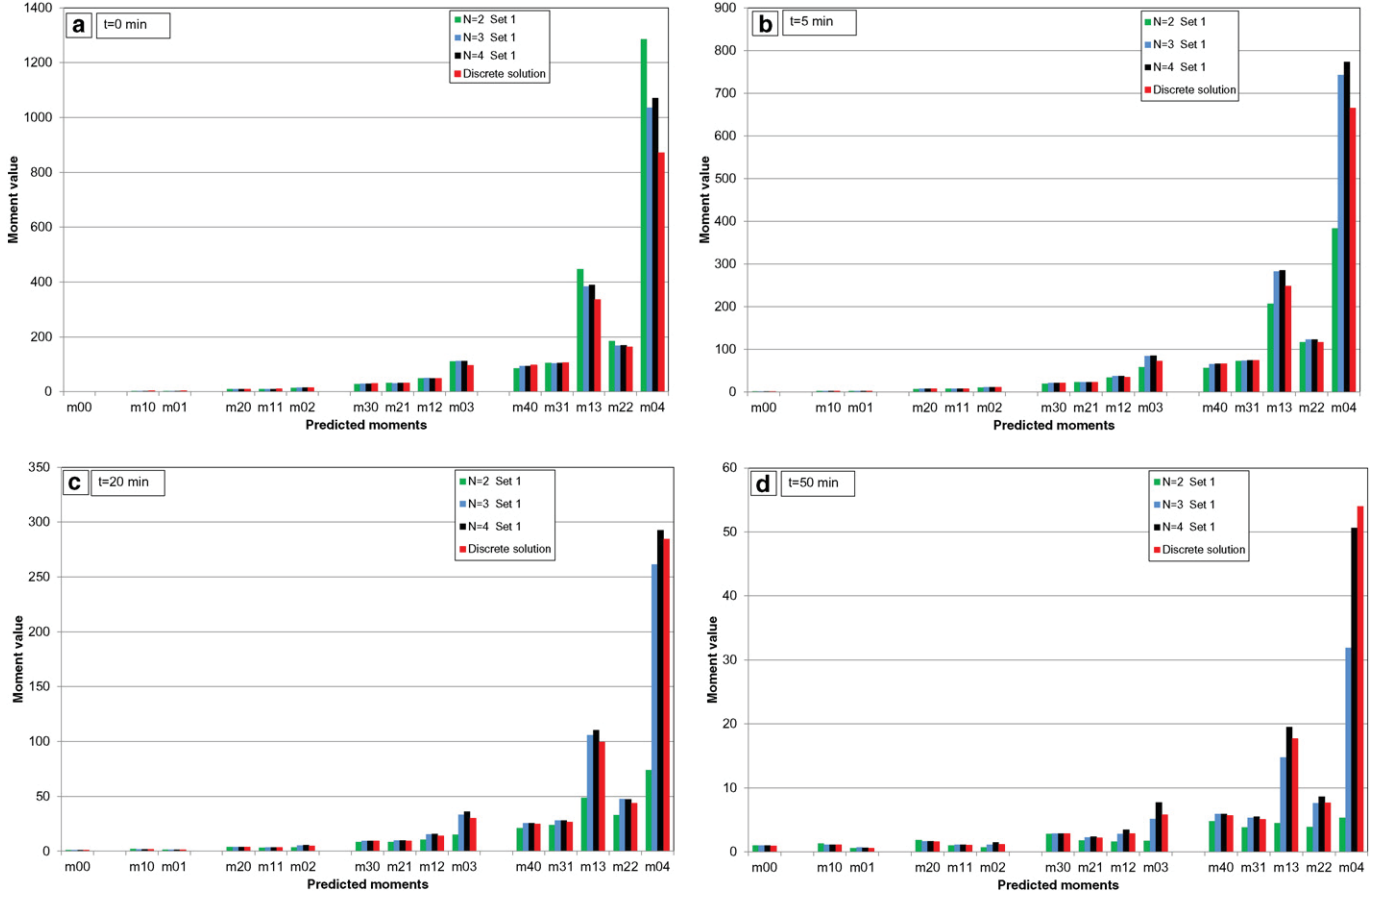 a
t=0 min
N=2 Set 1
N=3 Set 1
N=4 Set 1
Discrete solution
Moment value
1400
1200
1000
800
600
400
200
0
m00 m10 m01 m20 m11 m02 m30 m21 m12 m03 m40 m31 m13 m22 m04
Predicted moments
b
t=5 min
N=2 Set 1
N=3 Set 1
N=4 Set 1
Discrete solution
Moment value
900
800
700
600
500
400
300
200
100
0
m00 m10 m01 m20 m11 m02 m30 m21 m12 m03 m40 m31 m13 m22 m04
Predicted moments
c
t=20 min
N=2 Set 1
N=3 Set 1
N=4 Set 1
Discrete solution
Moment value
350
300
250
200
150
100
50
0
m00 m10 m01 m20 m11 m02 m30 m21 m12 m03 m40 m31 m13 m22 m04
Predicted moments
d
t=50 min
N=2 Set 1
N=3 Set 1
N=4 Set 1
Discrete solution
Moment value
60
50
40
30
20
10
0
m00 m10 m01 m20 m11 m02 m30 m21 m12 m03 m40 m31 m13 m22 m04
Predicted moments